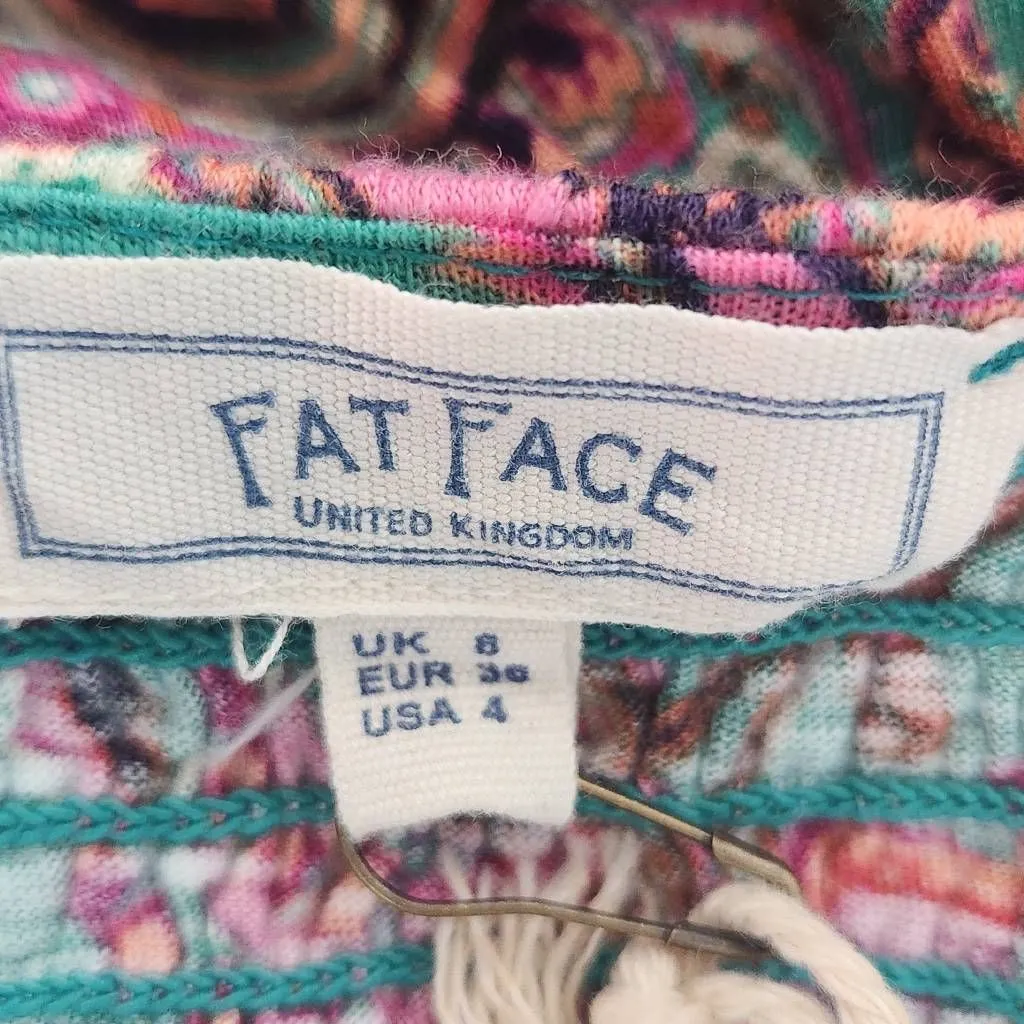 FAT FACE
UNITED KINGDOM
UK 8
EUR 36
USA 4